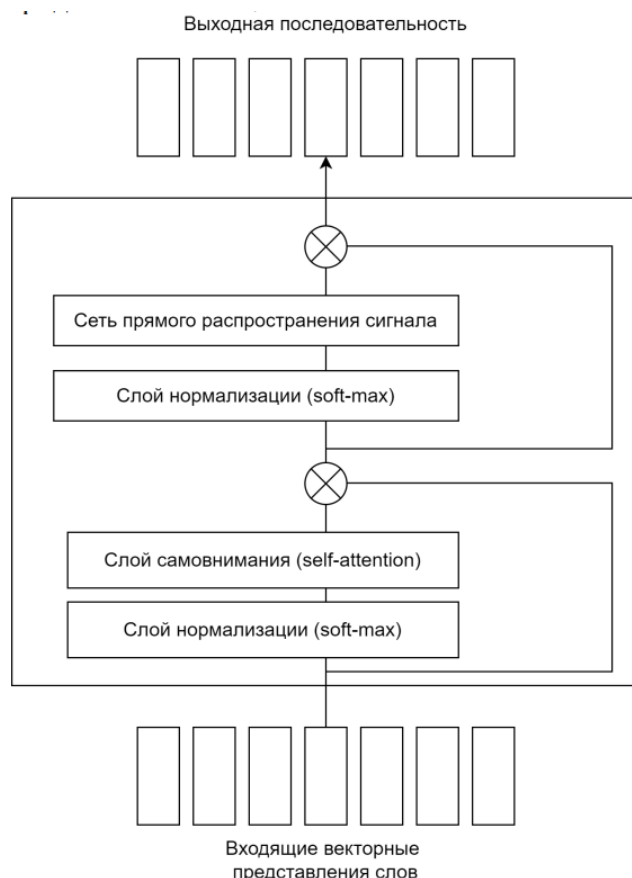 Выходная последовательность
Сеть прямого распространения сигнала
Слой нормализации (soft-max)
Слой самовнимания (self-attention)
Слой нормализации (soft-max)
Входящие векторные
представления слов